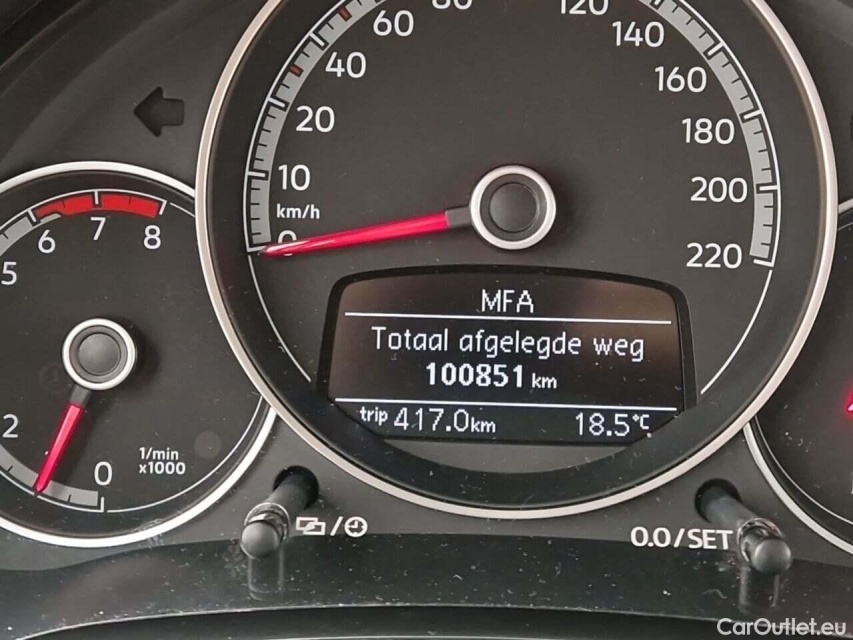 60
80
120
140
40
160
20
180
10
200
km/h
0
220
6
7
8
5
MFA
Totaal afgelegde weg
100851 km
trip 417.0km 18.5°C
2
0
1/min
x1000
0.0/SET
CarOutlet.eu